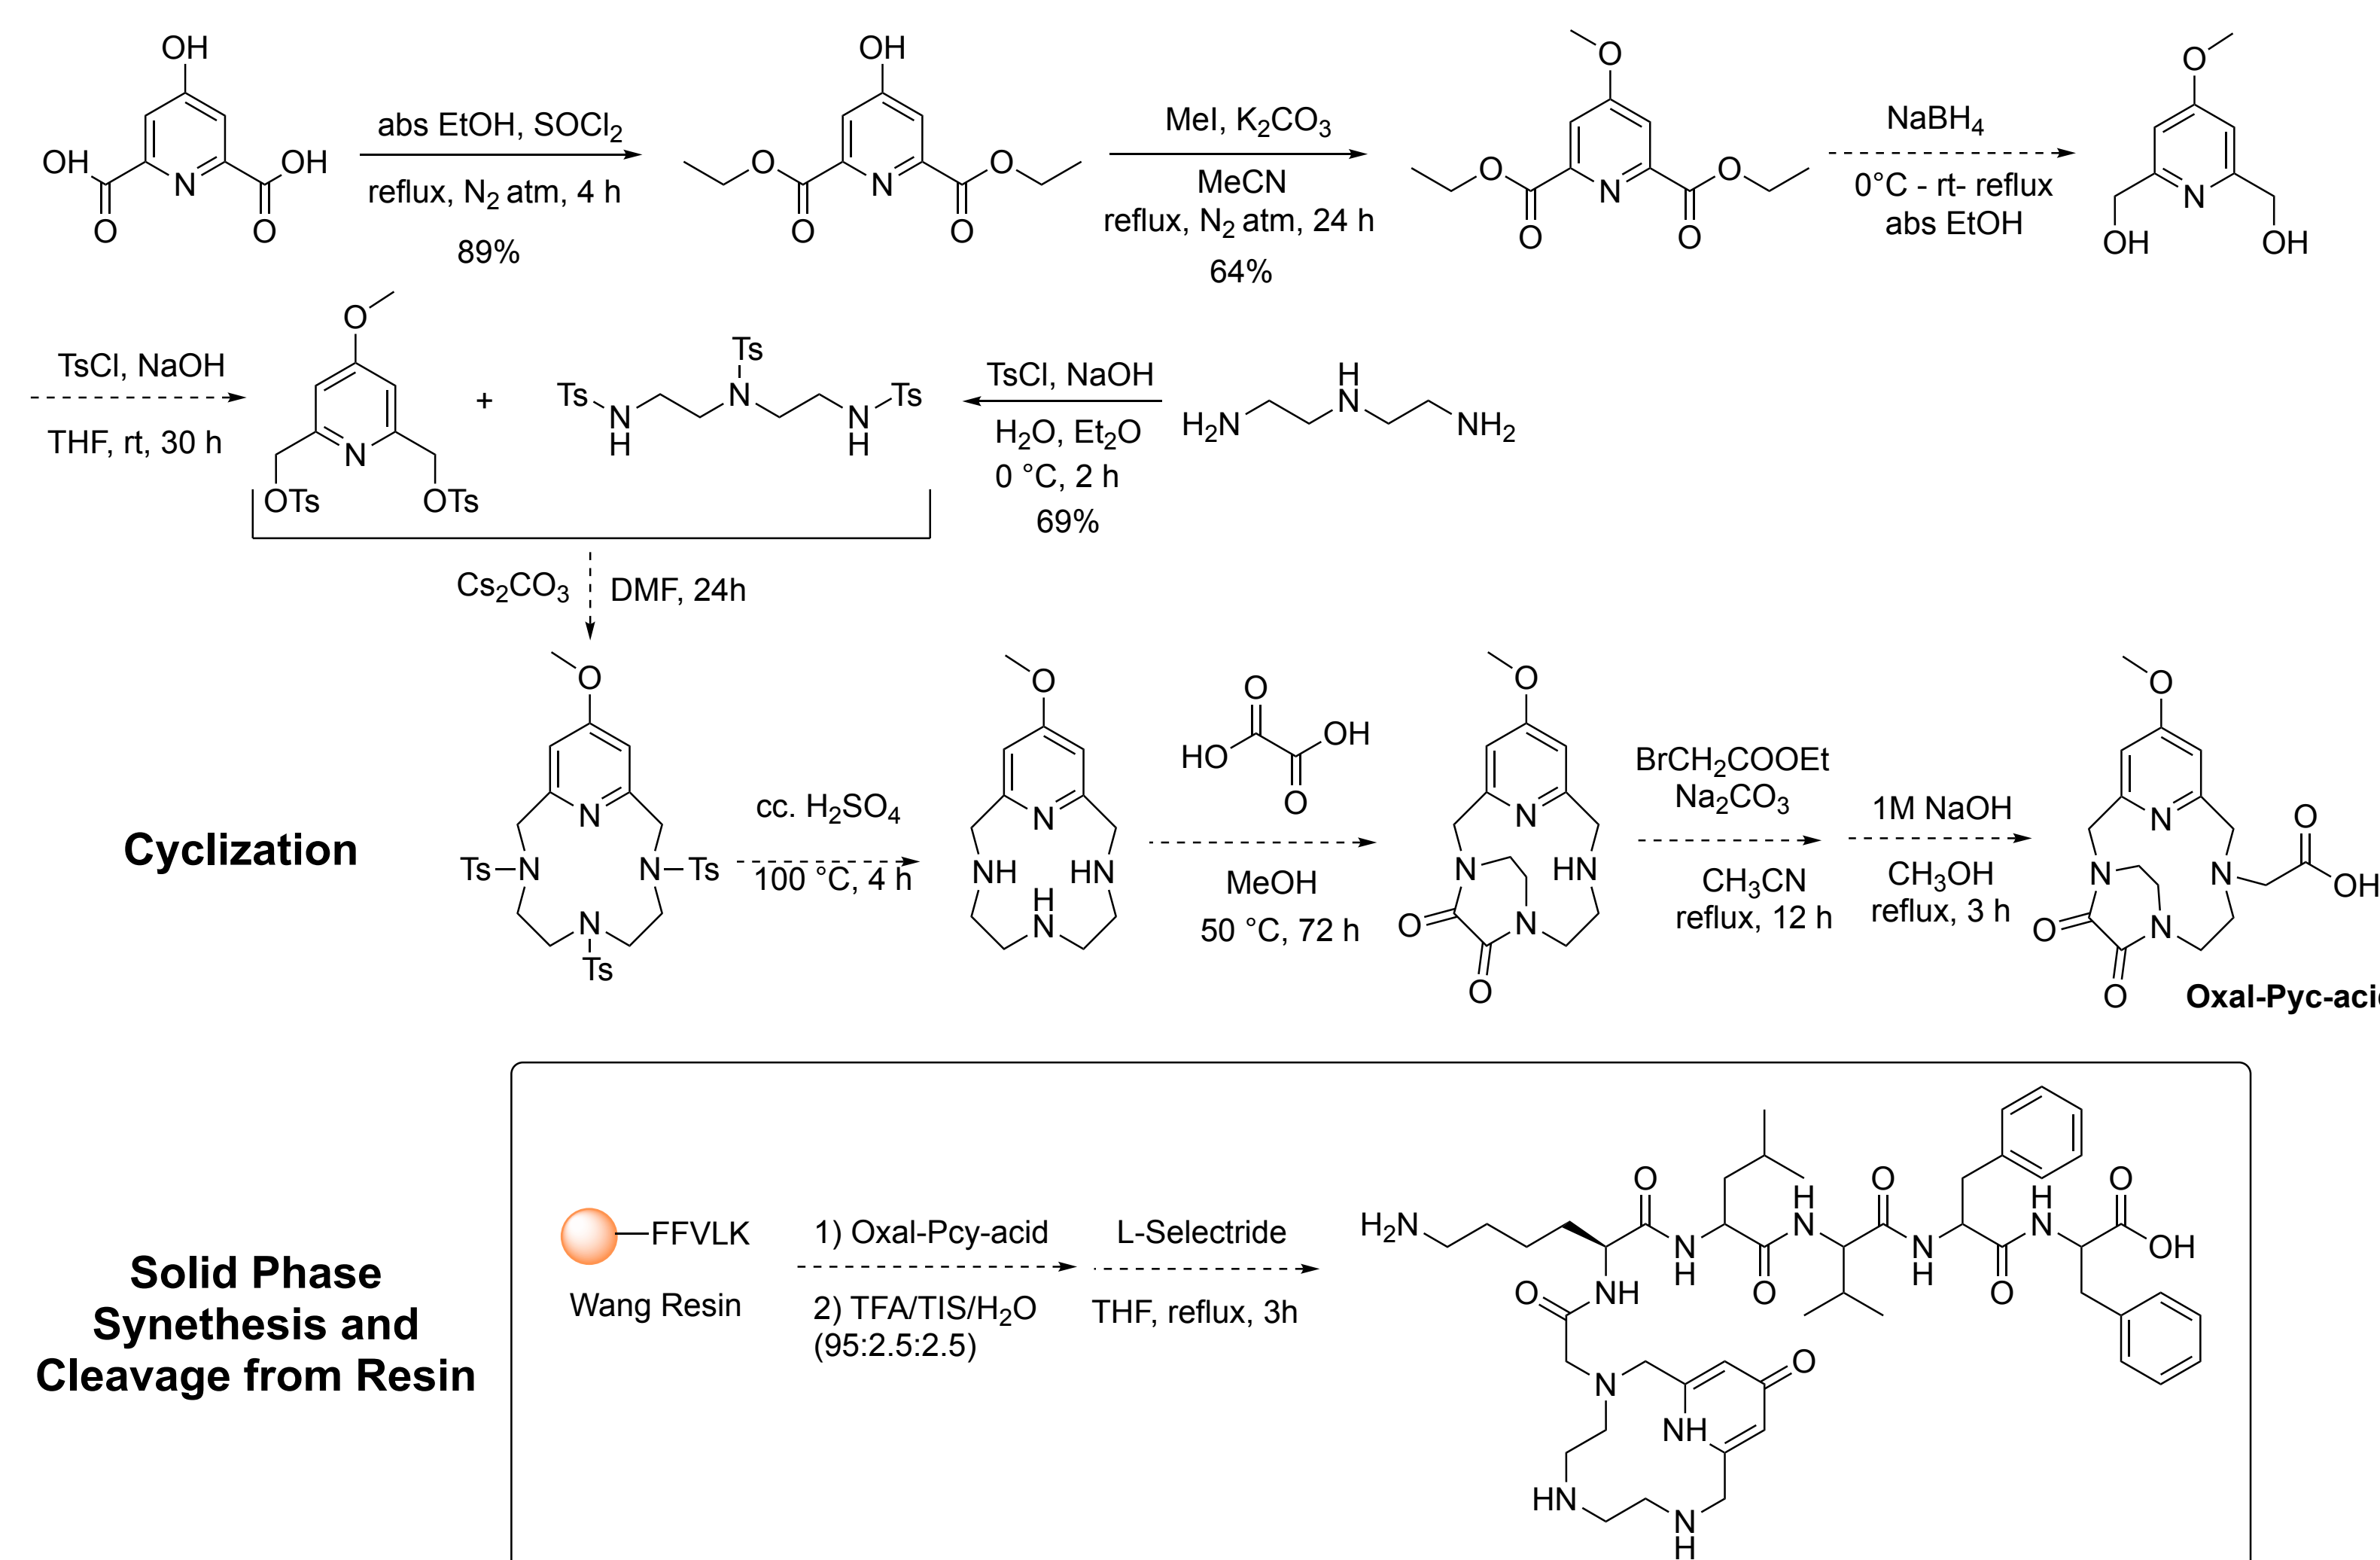 OH
OH
OH
N
O
O
abs EtOH, SOCl2
reflux, N2 atm, 4 h
89%
OH
O
O
N
O
O
MeI, K2CO3
MeCN
reflux, N2 atm, 24 h
64%
O
O
O
N
O
O
NaBH4
0°C - rt- reflux
abs EtOH
O
N
OH
OH
TsCl, NaOH
THF, rt, 30 h
O
N
OTs
OTs
+
Ts
Ts
N
Ts
N
H
N
H
TsCl, NaOH
H2O, Et2O
0 °C, 2 h
69%
H
N
H2N
NH2
Cs2CO3
DMF, 24h
Cyclization
O
N
Ts
N
N
Ts
N
Ts
cc. H2SO4
100 °C, 4 h
O
N
NH
HN
H
N
O
HO
OH
O
MeOH
50 °C, 72 h
O
N
N
HN
O
N
O
BrCH2COOEt
Na2CO3
CH3CN
reflux, 12 h
1M NaOH
CH3OH
reflux, 3 h
O
N
O
N
N
OH
O
N
O
Solid Phase
Synethesis and
Cleavage from Resin
FFVLK
Wang Resin
1) Oxal-Pcy-acid
2) TFA/TIS/H2O
(95:2.5:2.5)
L-Selectride
THF, reflux, 3h
H2N
O
N
H
O
H
N
O
N
H
O
H
N
O
OH
O
NH
N
O
NH
HN
N
H